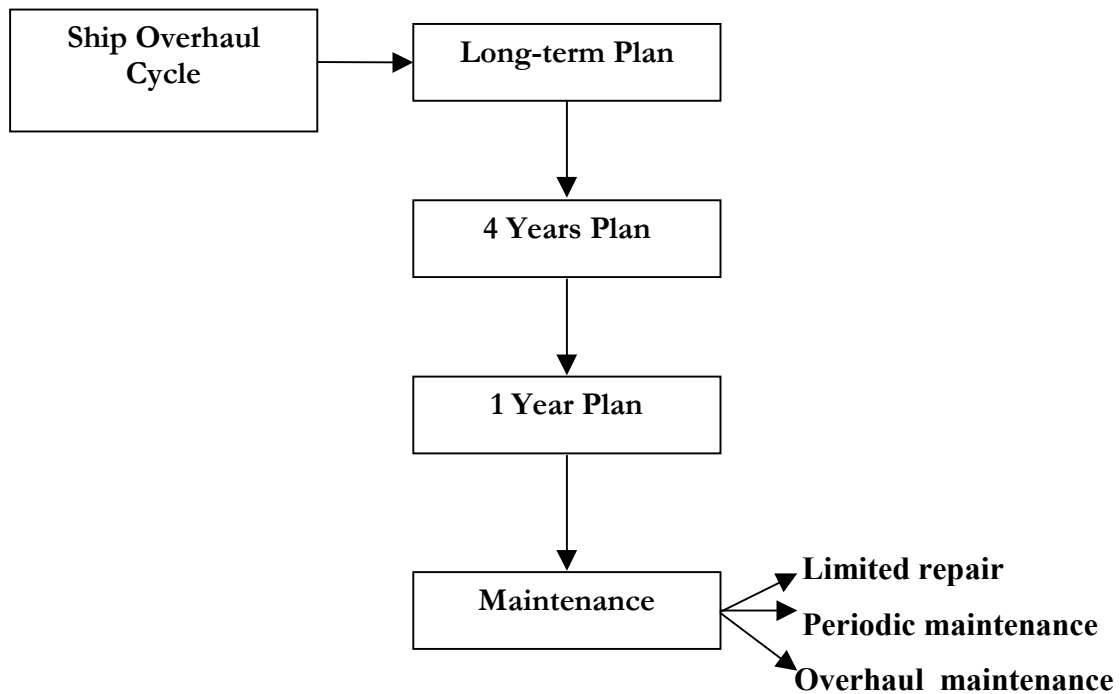 Ship Overhaul
Cycle
Long-term Plan
4 Years Plan
1 Year Plan
Maintenance
Limited repair
Periodic maintenance
Overhaul maintenance